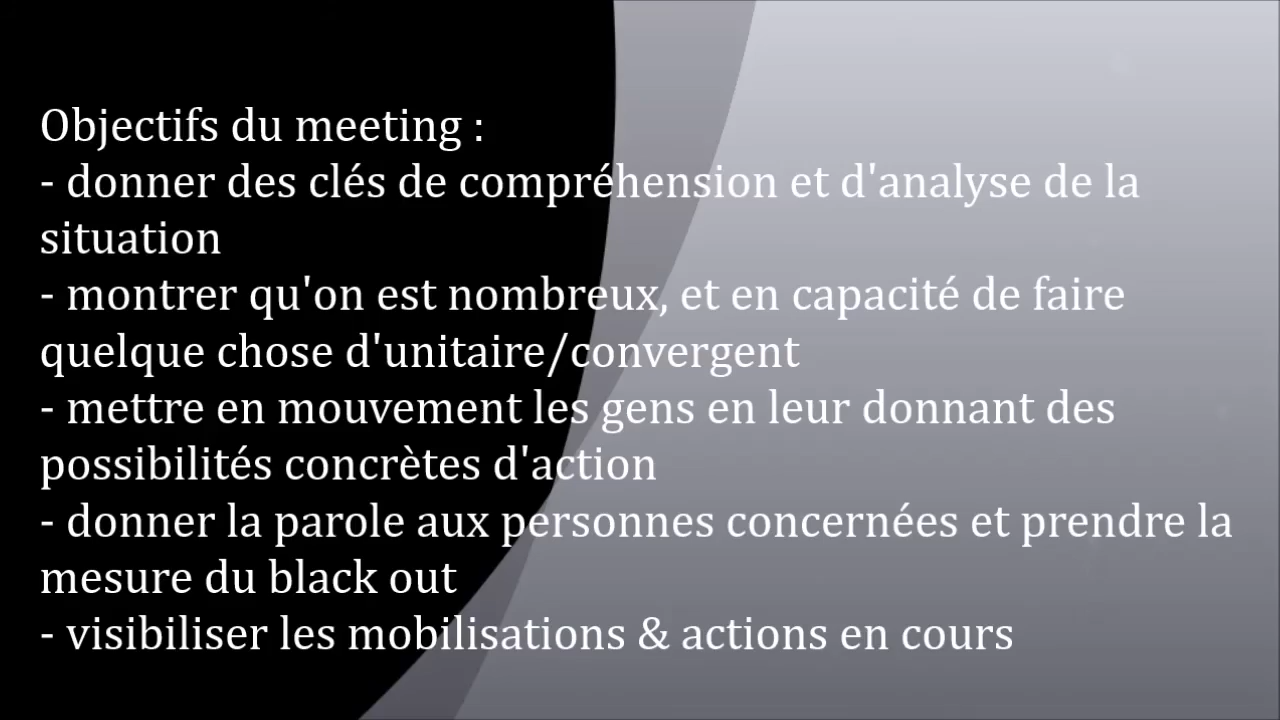 Objectifs du meeting :
- donner des clés de compréhension et d'analyse de la
situation
- montrer qu'on est nombreux, et en capacité de faire
quelque chose d'unitaire/convergent
- mettre en mouvement les gens en leur donnant des
possibilités concrètes d'action
- donner la parole aux personnes concernées et prendre la
mesure du black out
- visibiliser les mobilisations & actions en cours